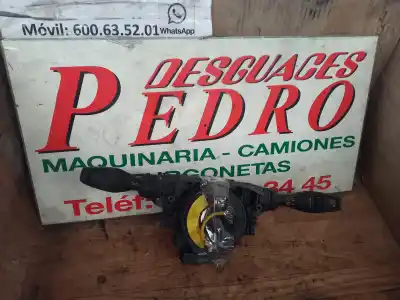 Móvil: 600.63.52.01
WhatsApp
DESGUACES
PEDRO
MAQUINARIA - CAMIONES
FURGONETAS
Teléf: 24 45